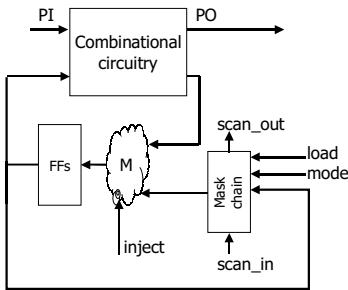 PI
PO
Combinational
circuitry
scan_out
FFs
M
Mask
chain
load
mode
inject
scan_in